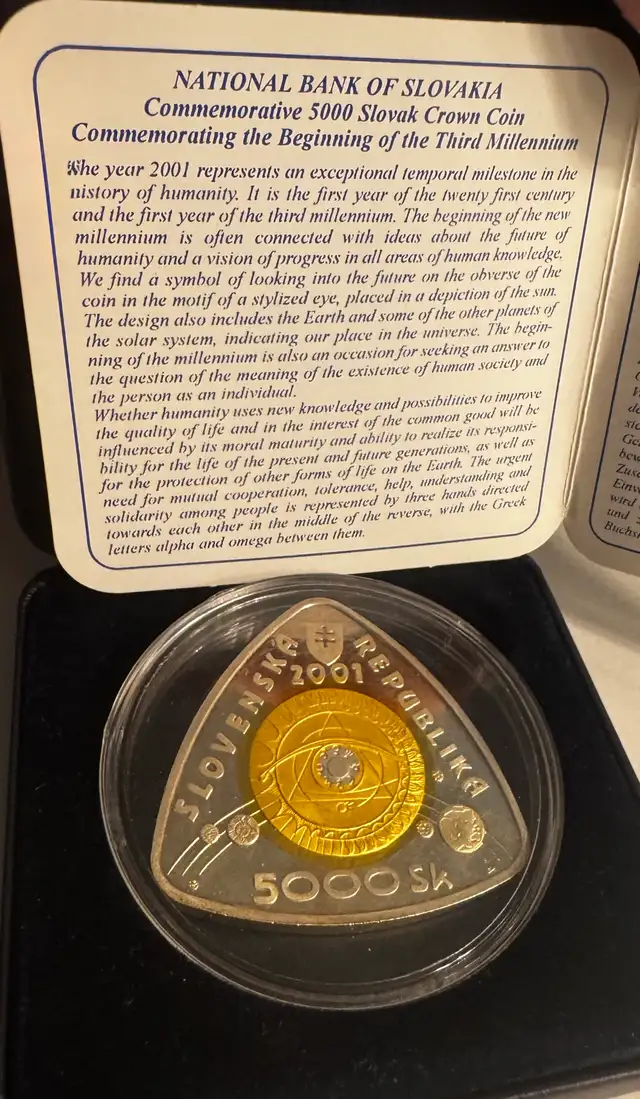 NATIONAL BANK OF SLOVAKIA
Commemorative 5000 Slovak Crown Coin
Commemorating the Beginning of the Third Millennium
The year 2001 represents an exceptional temporal milestone in the
history of humanity. It is the first year of the twenty first century
and the first year of the third millennium. The beginning of the new
millennium is often connected with ideas about the future of
humanity and a vision of progress in all areas of human knowledge.
We find a symbol of looking into the future on the obverse of the
coin in the motif of a stylized eye, placed in a depiction of the sun.
The design also includes the Earth and some of the other planets of
the solar system, indicating our place in the universe. The begin-
ning of the millennium is also an occasion for seeking an answer to
the question of the meaning of the existence of human society and
the person as an individual.
Whether humanity uses new knowledge and possibilities to improve
the quality of life and in the interest of the common good will be
influenced by its moral maturity and ability to realize its responsi-
bility for the life of the present and future generations, as well as
for the protection of other forms of life on the Earth. The urgent
need for mutual cooperation, tolerance, help, understanding and
solidarity among people is represented by three hands directed
towards each other in the middle of the reverse, with the Greek
letters alpha and omega between them.
SLOVENSKÁ REPUBLIKA
2001
5000 Sk
Zusa
Einve
wird
und
Buchst